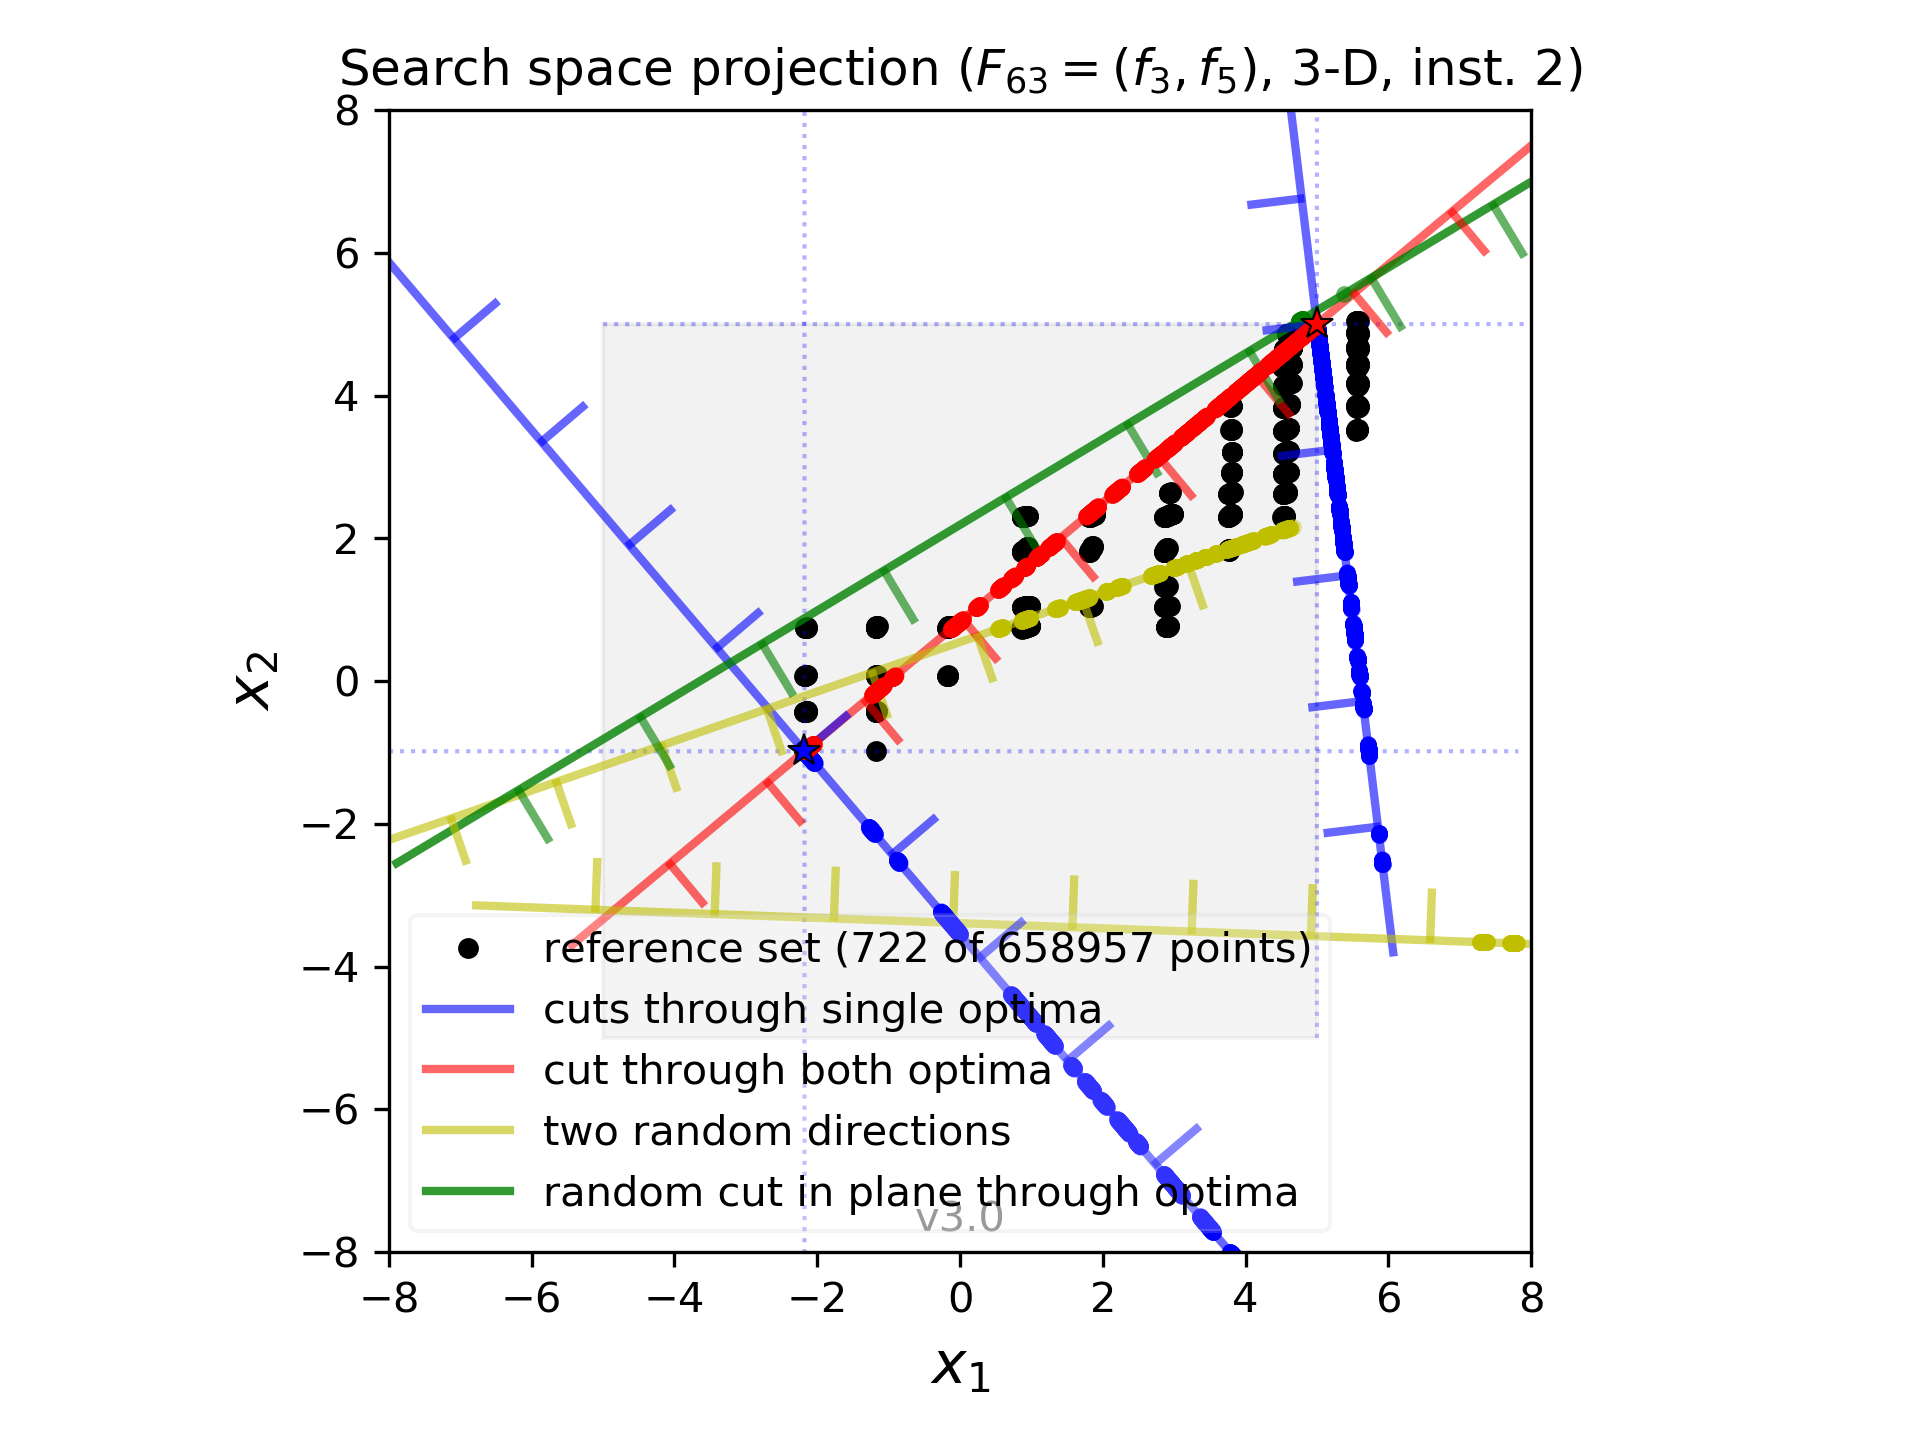 Search space projection (F63 = (f3, f5), 3-D, inst. 2)
8
6
4
2
0
−2
−4
−6
−8
x2
reference set (722 of 658957 points)
cuts through single optima
cut through both optima
two random directions
random cut in plane through optima
v3.0
−8 −6 −4 −2 0 2 4 6 8
x1